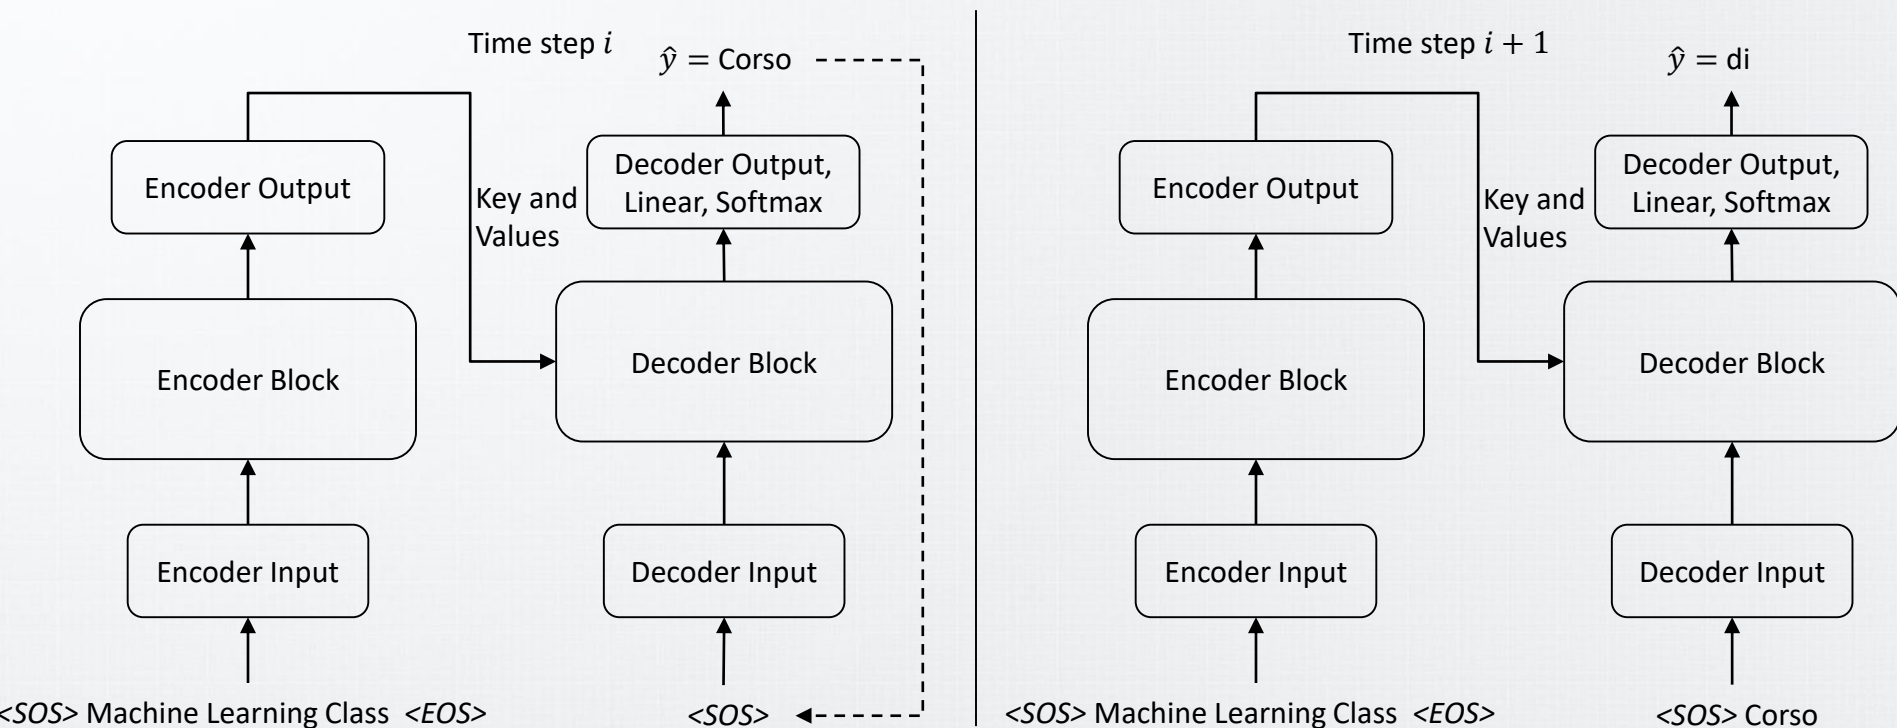 Time step i
ŷ = Corso
Encoder Output
Key and
Values
Decoder Output,
Linear, Softmax
Encoder Block
Decoder Block
Encoder Input
Decoder Input
<SOS> Machine Learning Class <EOS>
<SOS>
Time step i + 1
ŷ = di
Encoder Output
Key and
Values
Decoder Output,
Linear, Softmax
Encoder Block
Decoder Block
Encoder Input
Decoder Input
<SOS> Machine Learning Class <EOS>
<SOS> Corso